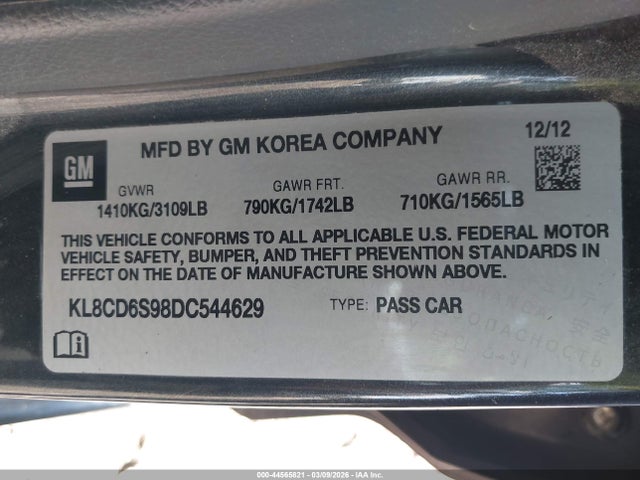 GM
MFD BY GM KOREA COMPANY
12/12
GVWR
GAWR FRT.
GAWR RR.
1410KG/3109LB
790KG/1742LB
710KG/1565LB
THIS VEHICLE CONFORMS TO ALL APPLICABLE U.S. FEDERAL MOTOR
VEHICLE SAFETY, BUMPER, AND THEFT PREVENTION STANDARDS IN
EFFECT ON THE DATE OF MANUFACTURE SHOWN ABOVE.
KL8CD6S98DC544629
TYPE: PASS CAR
000-44565821 - 03/09/2026 - IAAI Inc.